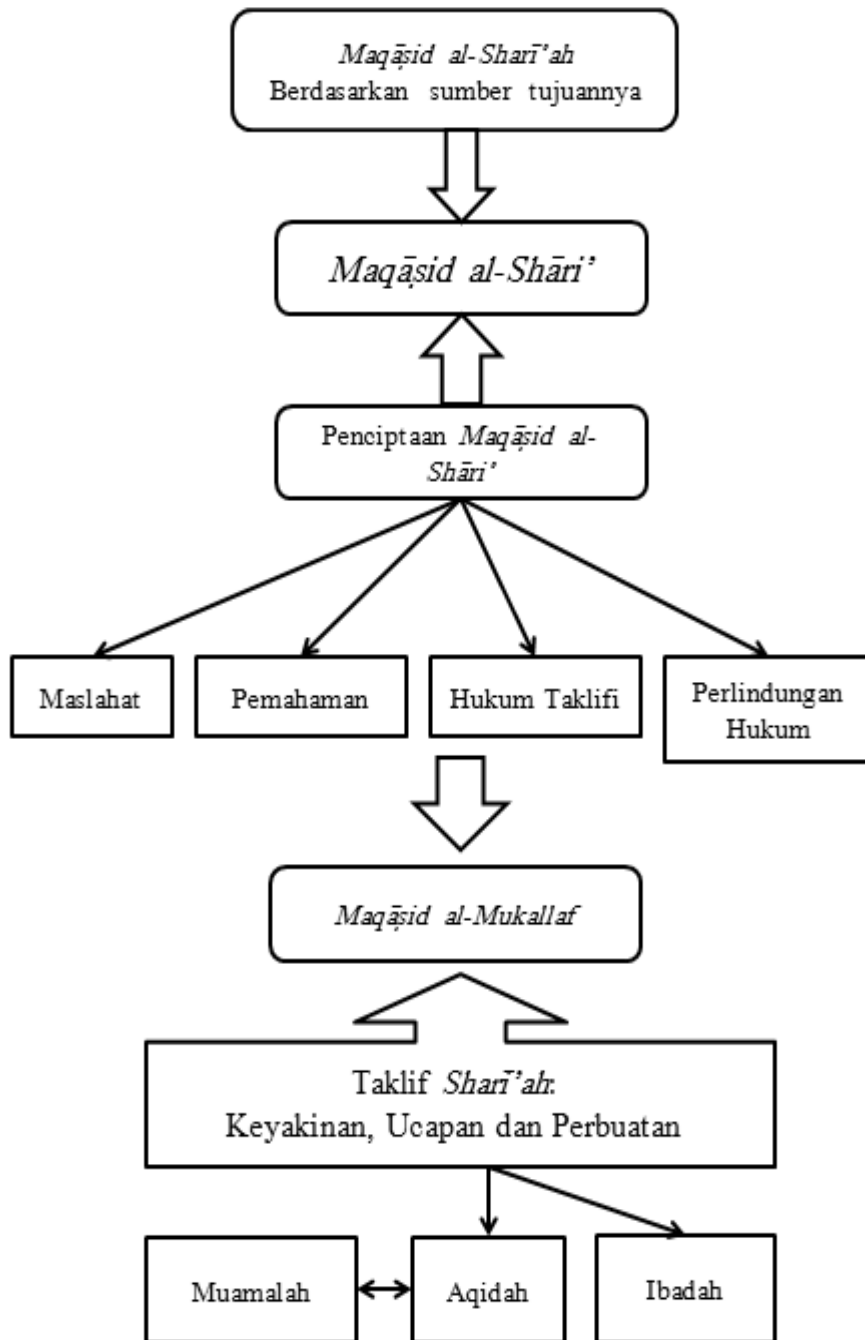 Maqāṣid al-Sharī'ah
Berdasarkan sumber tujuannya
Maqāṣid al-Shāri'
Penciptaan Maqāṣid al-
Shāri'
Maslahat
Pemahaman
Hukum Taklifi
Perlindungan
Hukum
Maqāṣid al-Mukallaf
Taklif Sharī'ah:
Keyakinan, Ucapan dan Perbuatan
Muamalah
Aqidah
Ibadah